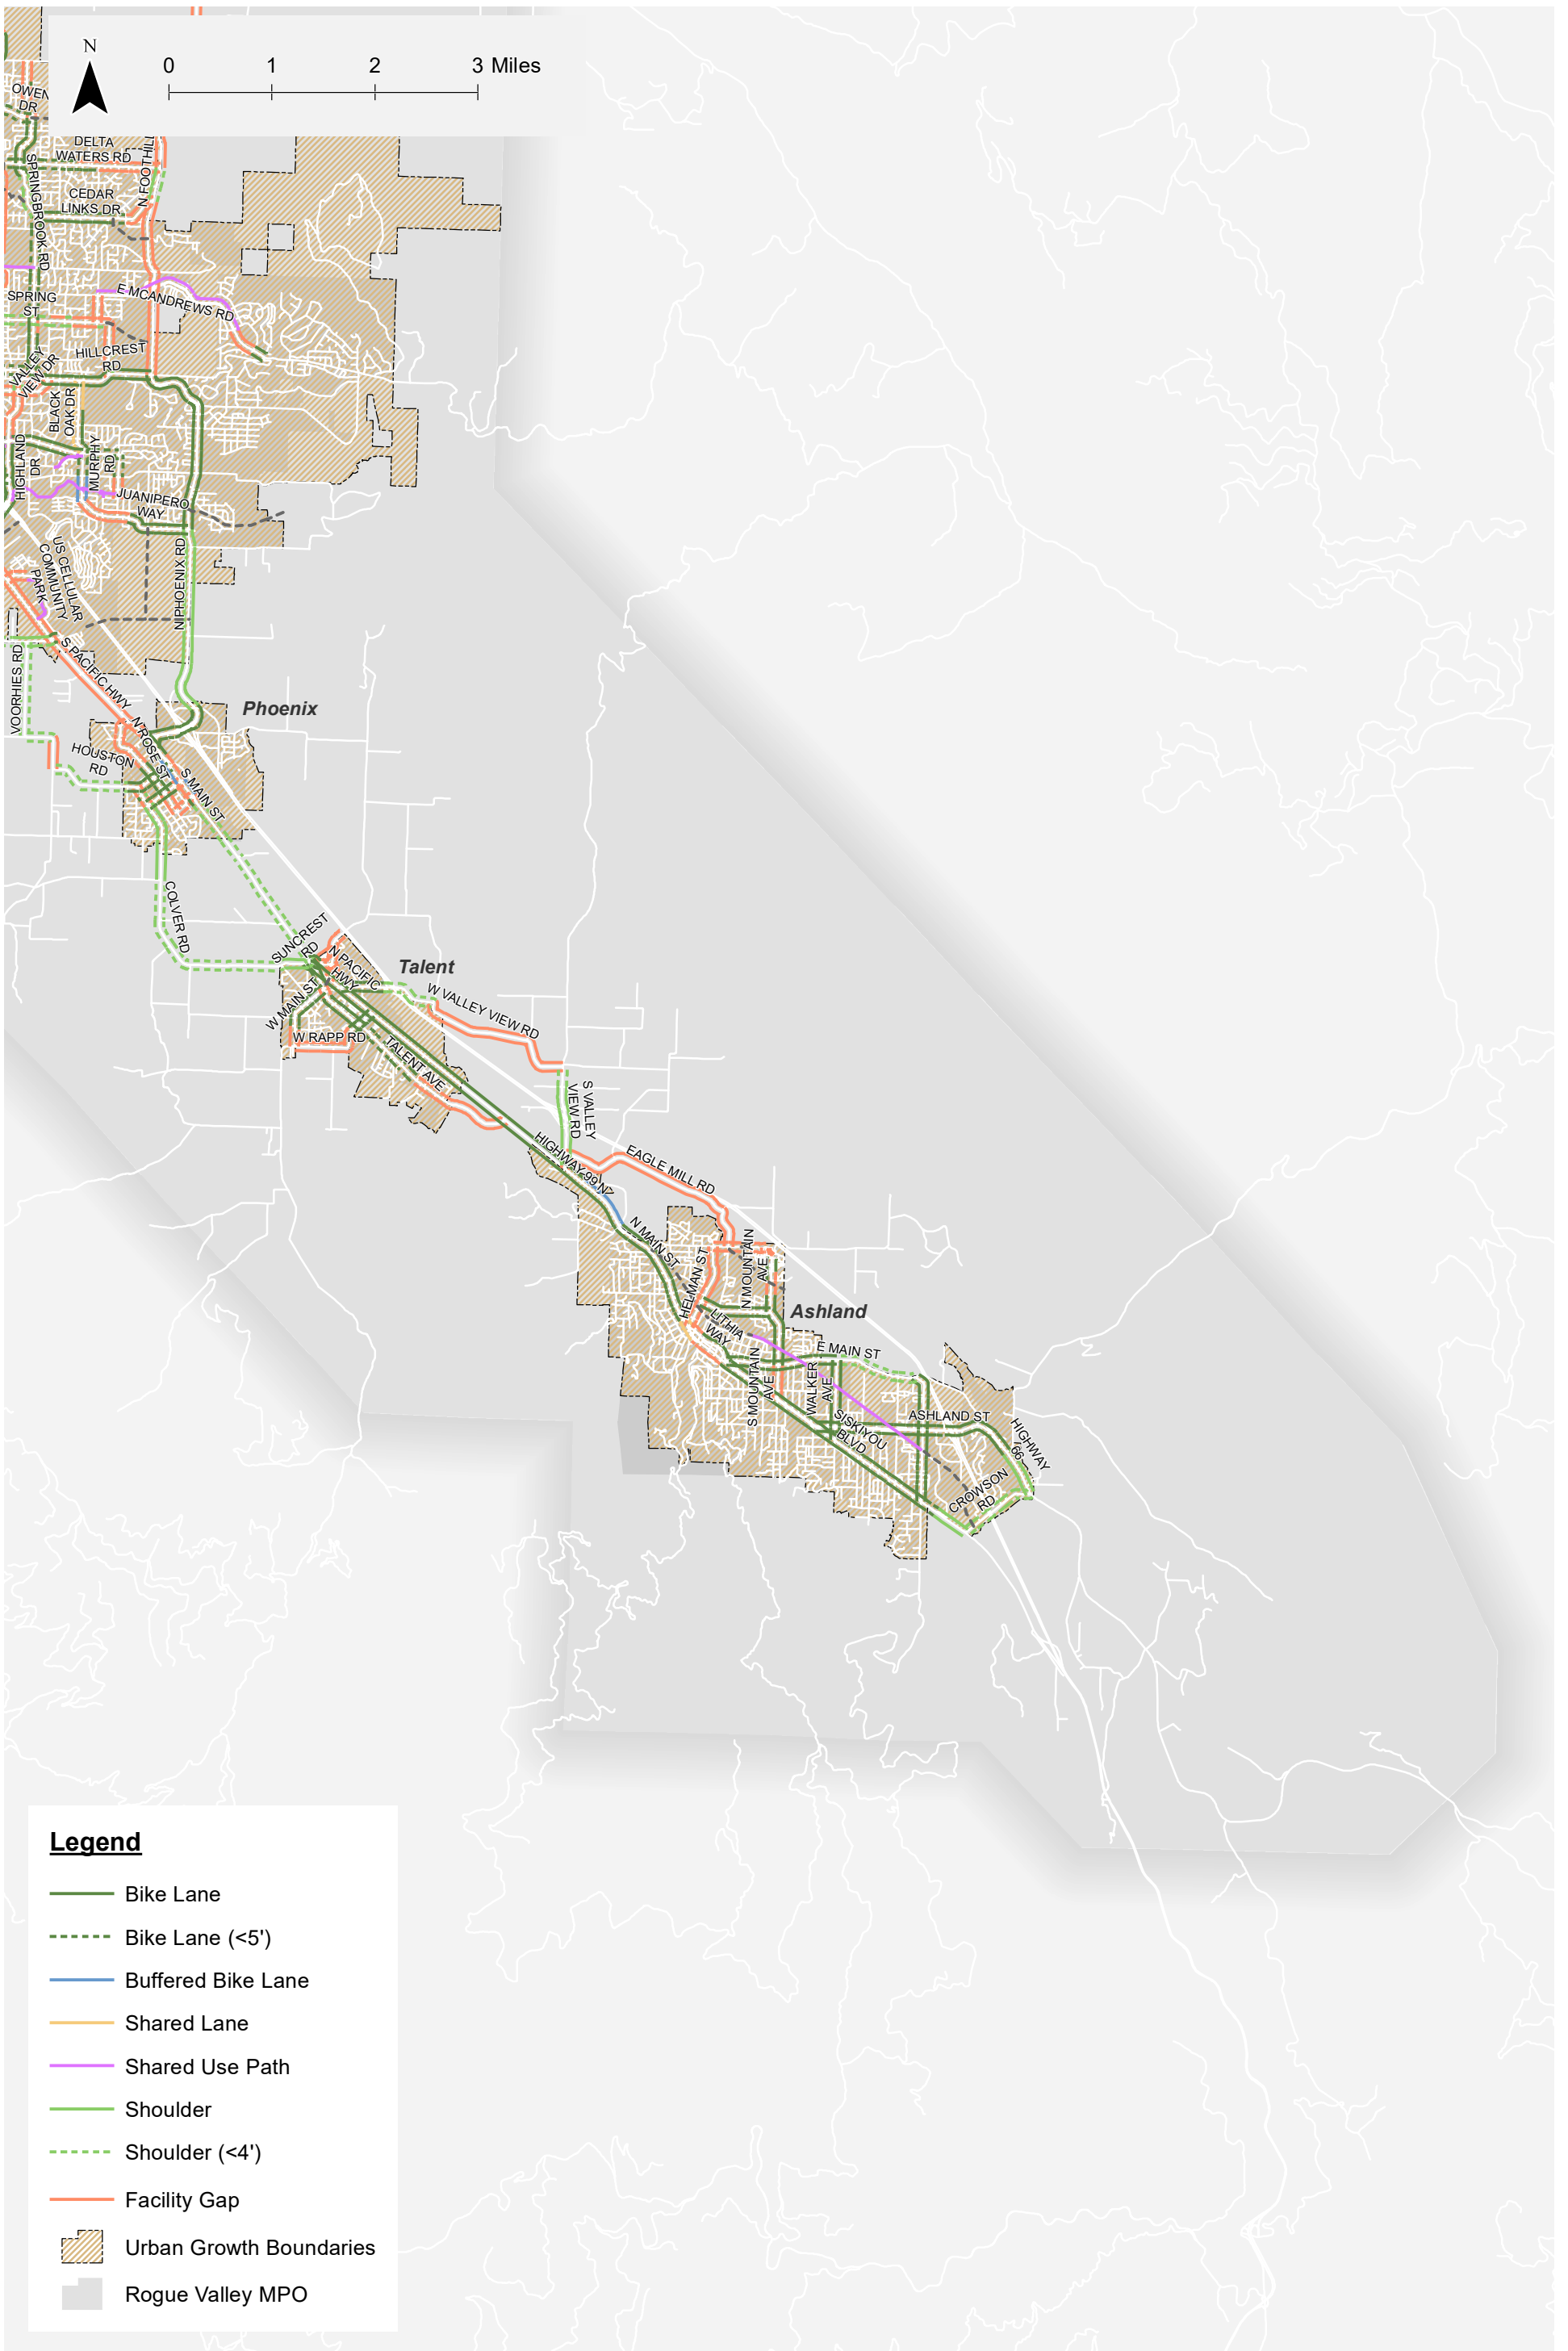 N
0 1 2 3 Miles
OWEN
DR
DELTA
WATERS RD
N FOOTHILL
SPRINGBROOK RD
CEDAR
LINKS DR
SPRING
ST
E MCANDREWS RD
HILLCREST
RD
VALLEY
VIEW DR
BLACK
OAK DR
HIGHLAND
DR
MURPHY
RD
JUANIPERO
WAY
US CELLULAR
COMMUNITY
PARK
N PHOENIX RD
VOORHIES RD
S PACIFIC HWY
Phoenix
N ROSE ST
HOUSTON
RD
S MAIN ST
COLVER RD
SUNCREST
RD
N PACIFIC
HWY
Talent
W VALLEY VIEW RD
W MAIN ST
W RAPP RD
TALENT AVE
S VALLEY
VIEW RD
HIGHWAY 99 N
EAGLE MILL RD
N MAIN ST
HELMAN ST
N MOUNTAIN
AVE
Ashland
LITHIA
WAY
E MAIN ST
S MOUNTAIN
AVE
WALKER
AVE
SISKIYOU
BLVD
ASHLAND ST
HIGHWAY
66
CROWSON
RD
Legend
Bike Lane
Bike Lane (<5')
Buffered Bike Lane
Shared Lane
Shared Use Path
Shoulder
Shoulder (<4')
Facility Gap
Urban Growth Boundaries
Rogue Valley MPO